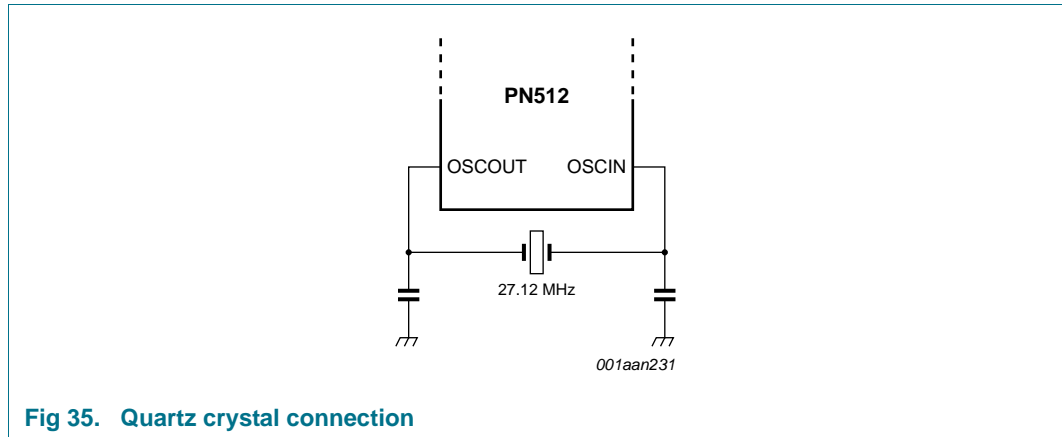 PN512
OSCOUT OSCIN
27.12 MHz
001aan231
Fig 35. Quartz crystal connection